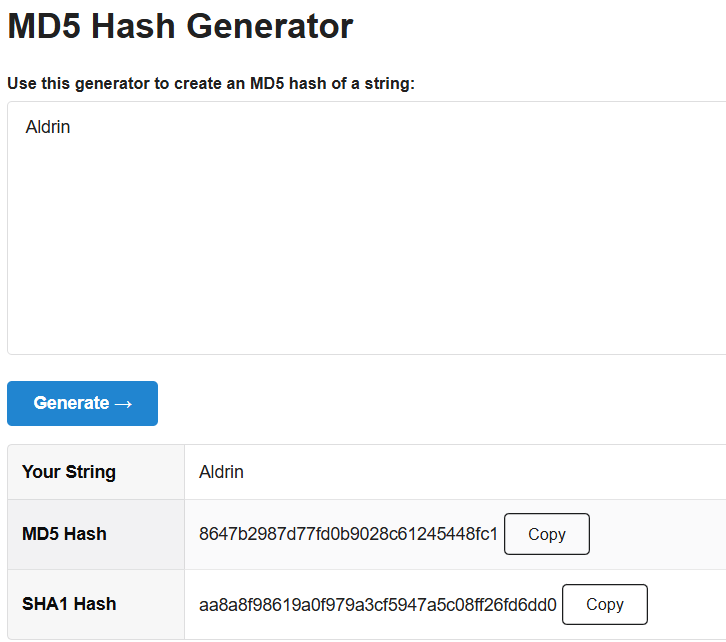 MD5 Hash Generator
Use this generator to create an MD5 hash of a string:
Aldrin
Generate →
Your String Aldrin
MD5 Hash 8647b2987d77fd0b9028c61245448fc1 Copy
SHA1 Hash aa8a8f98619a0f979a3cf5947a5c08ff26fd6dd0 Copy